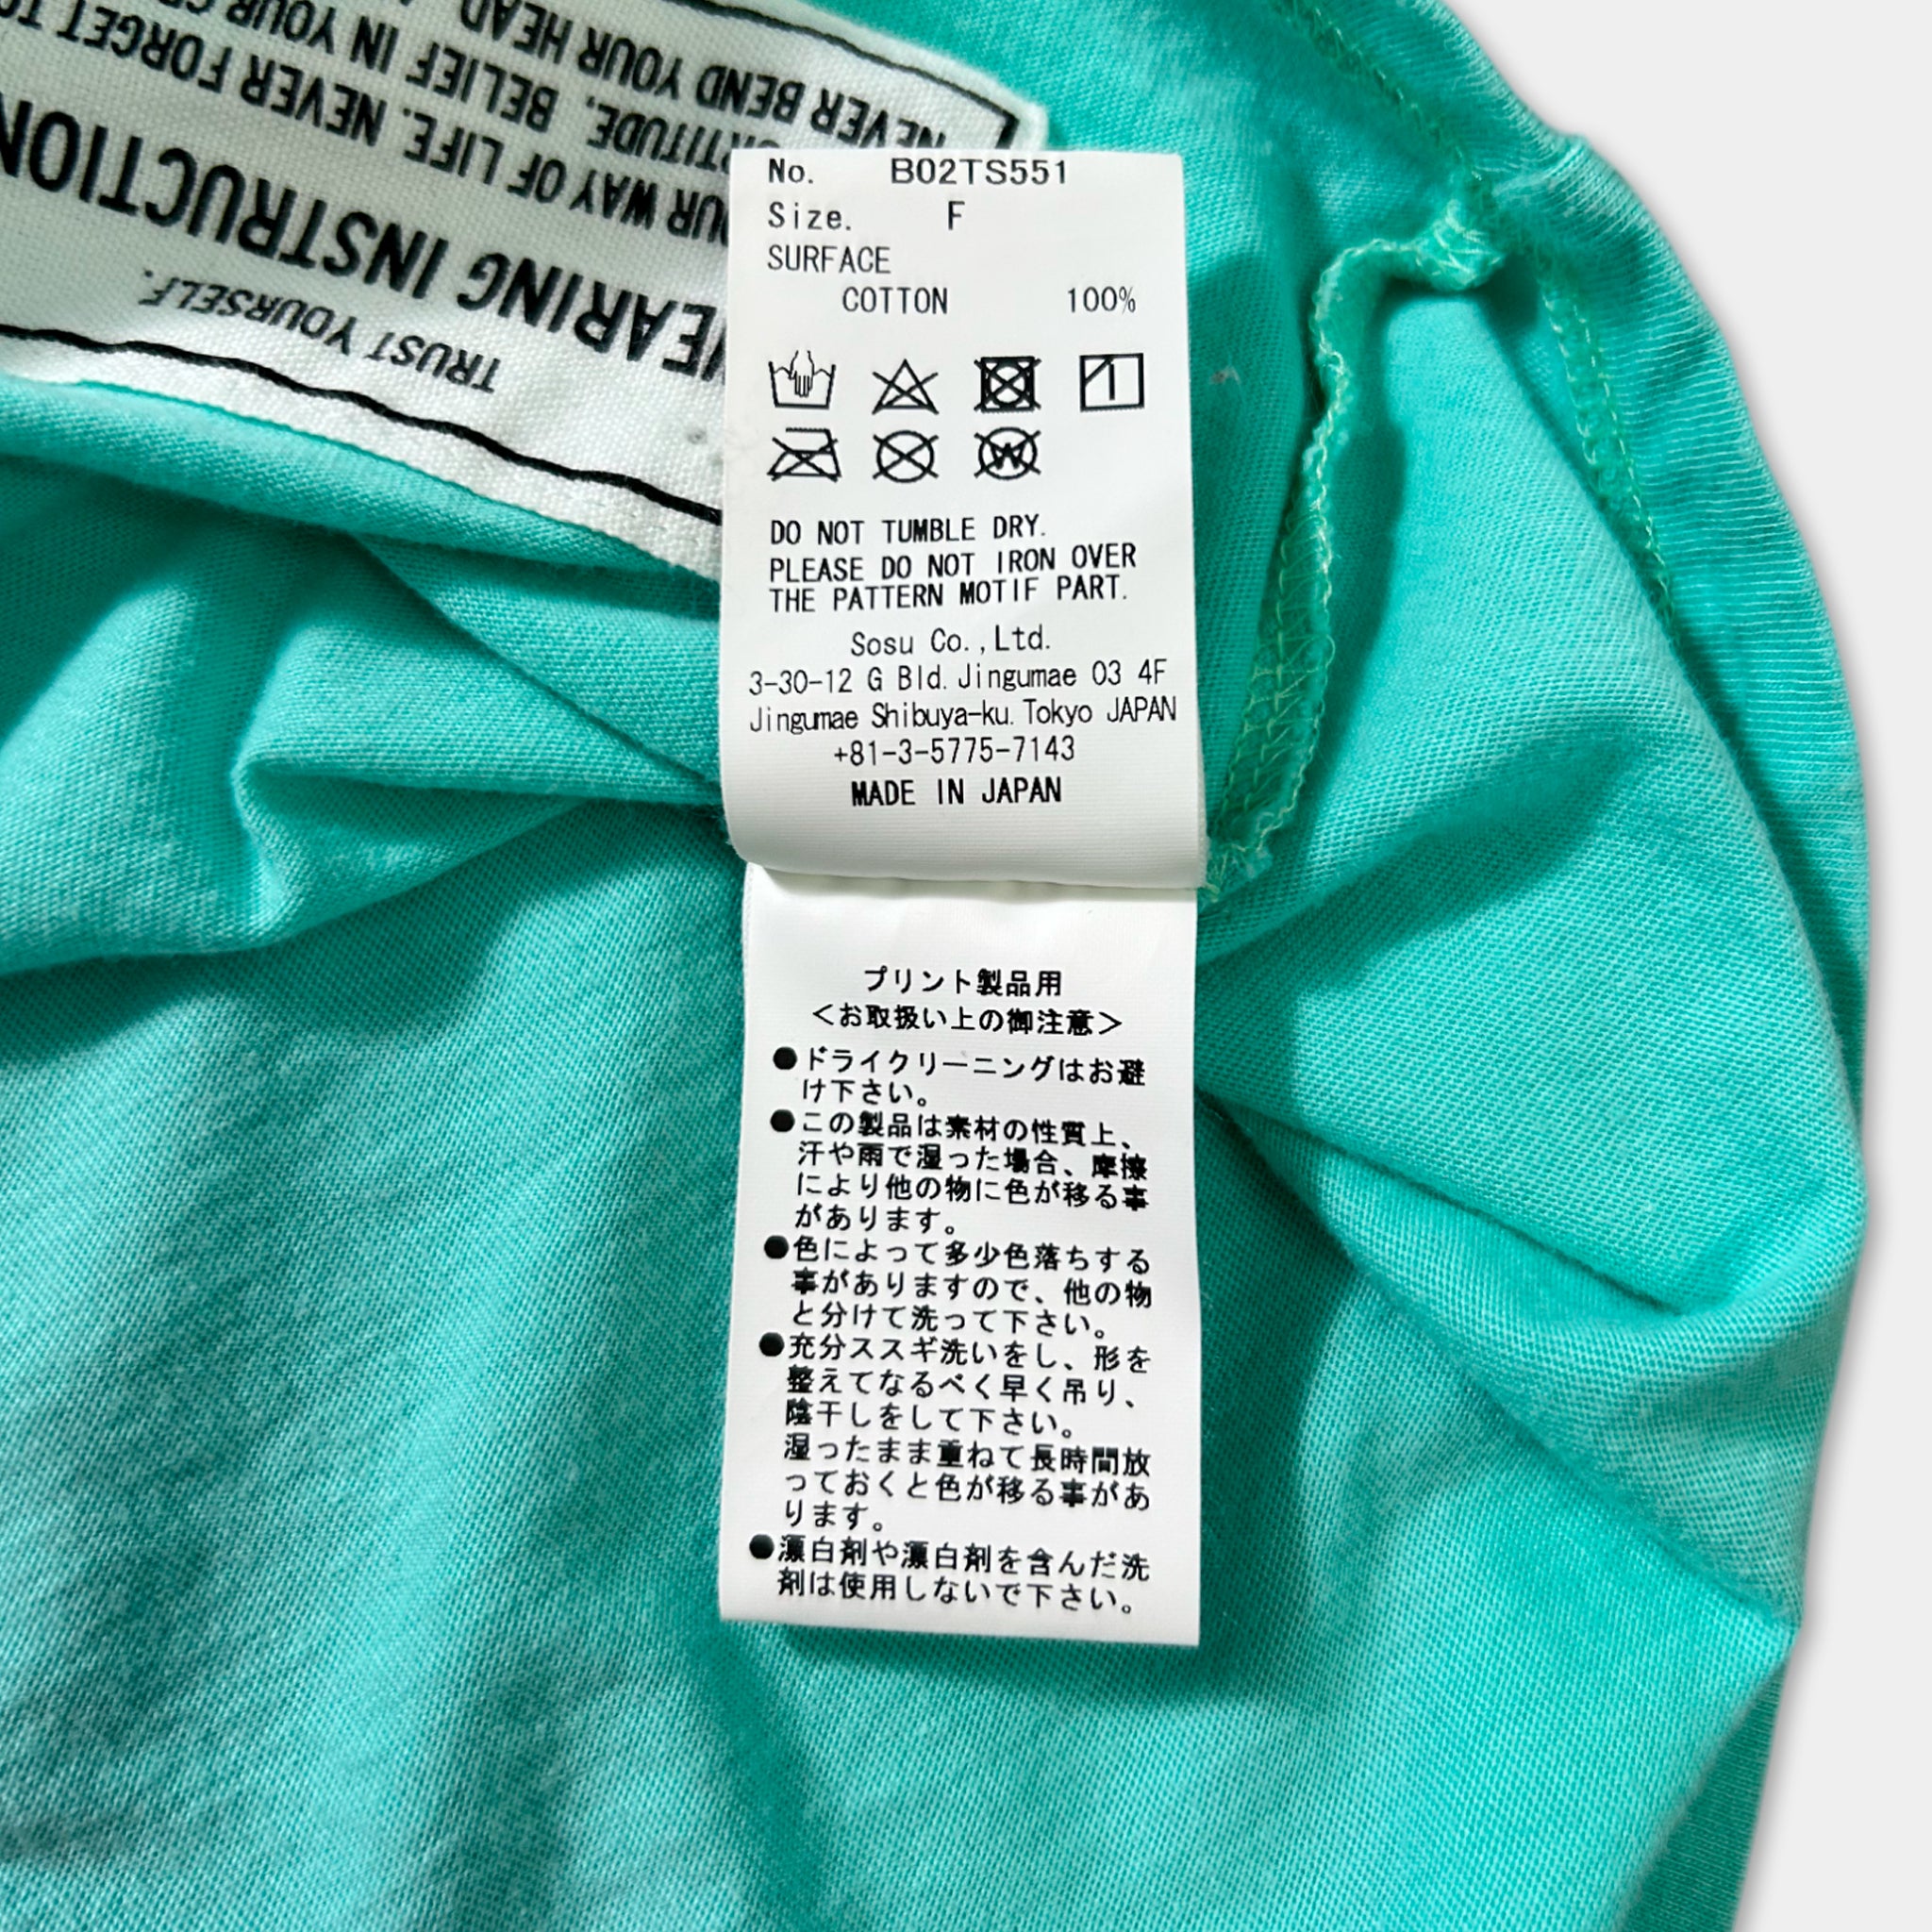 TRUST YOURSELF.
EARING INSTRUCTION
OUR WAY OF LIFE. NEVER FORGET TO
BELIEF IN YOUR
NEVER BEND YOUR HEAD.
No. B02TS551
Size. F
SURFACE
COTTON 100%
DO NOT TUMBLE DRY.
PLEASE DO NOT IRON OVER
THE PATTERN MOTIF PART.
Sosu Co.,Ltd.
3-30-12 G Bld.Jingumae 03 4F
Jingumae Shibuya-ku.Tokyo JAPAN
+81-3-5775-7143
MADE IN JAPAN
プリント製品用
<お取扱い上の御注意>
●ドライクリーニングはお避
け下さい。
●この製品は素材の性質上、
汗や雨で湿った場合、摩擦
により他の物に色が移る事
があります。
●色によって多少色落ちする
事がありますので、他の物
と分けて洗って下さい。
●充分ススギ洗いをし、形を
整えてなるべく早く吊り、
陰干しをして下さい。
湿ったまま重ねて長時間放
っておくと色が移る事があ
ります。
●漂白剤や漂白剤を含んだ洗
剤は使用しないで下さい。